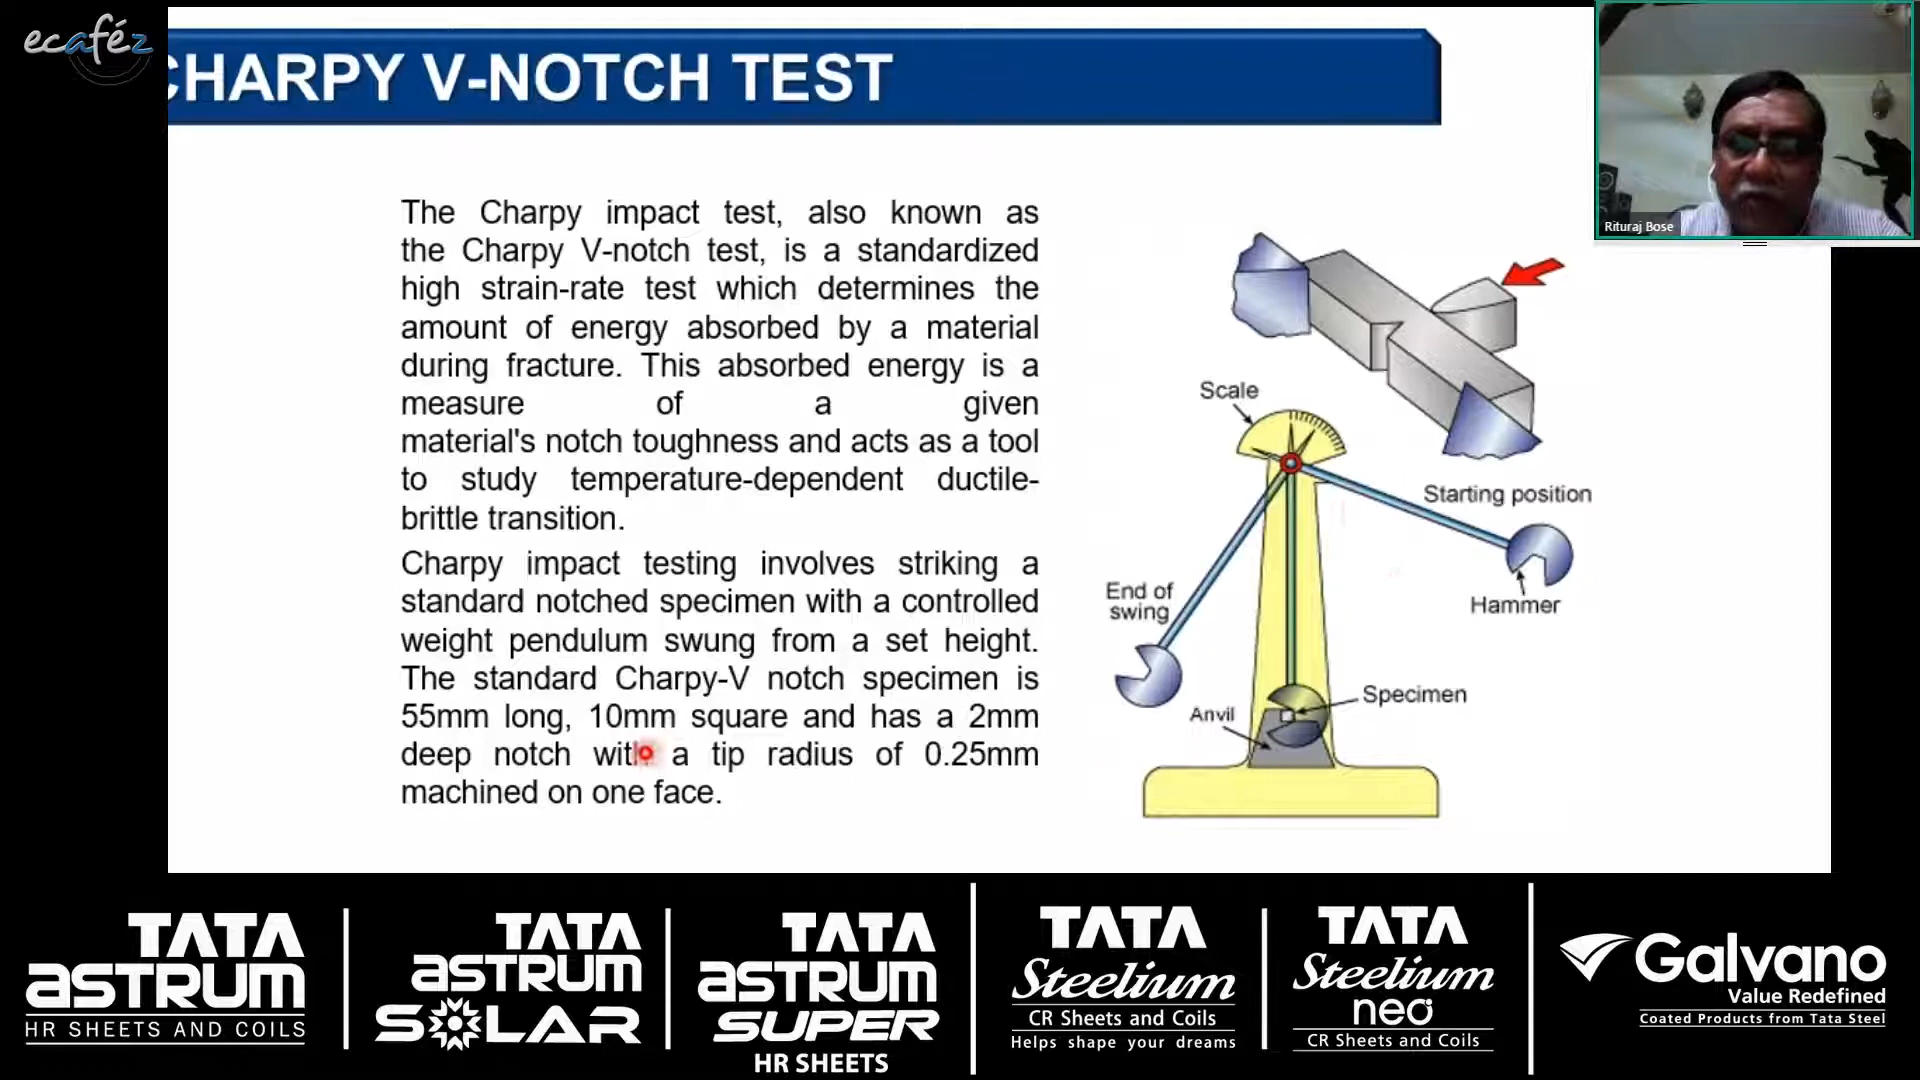 ecaféz
CHARPY V-NOTCH TEST
Rituraj Bose
The Charpy impact test, also known as
the Charpy V-notch test, is a standardized
high strain-rate test which determines the
amount of energy absorbed by a material
during fracture. This absorbed energy is a
measure of a given
material's notch toughness and acts as a tool
to study temperature-dependent ductile-
brittle transition.
Charpy impact testing involves striking a
standard notched specimen with a controlled
weight pendulum swung from a set height.
The standard Charpy-V notch specimen is
55mm long, 10mm square and has a 2mm
deep notch with a tip radius of 0.25mm
machined on one face.
Scale
Starting position
Hammer
End of
swing
Specimen
Anvil
TATA
ASTRUM
HR SHEETS AND COILS
TATA
ASTRUM
SOLAR
TATA
ASTRUM
SUPER
HR SHEETS
TATA
Steelium
CR Sheets and Coils
Helps shape your dreams
TATA
Steelium
neo
CR Sheets and Coils
Galvano
Value Redefined
Coated Products from Tata Steel